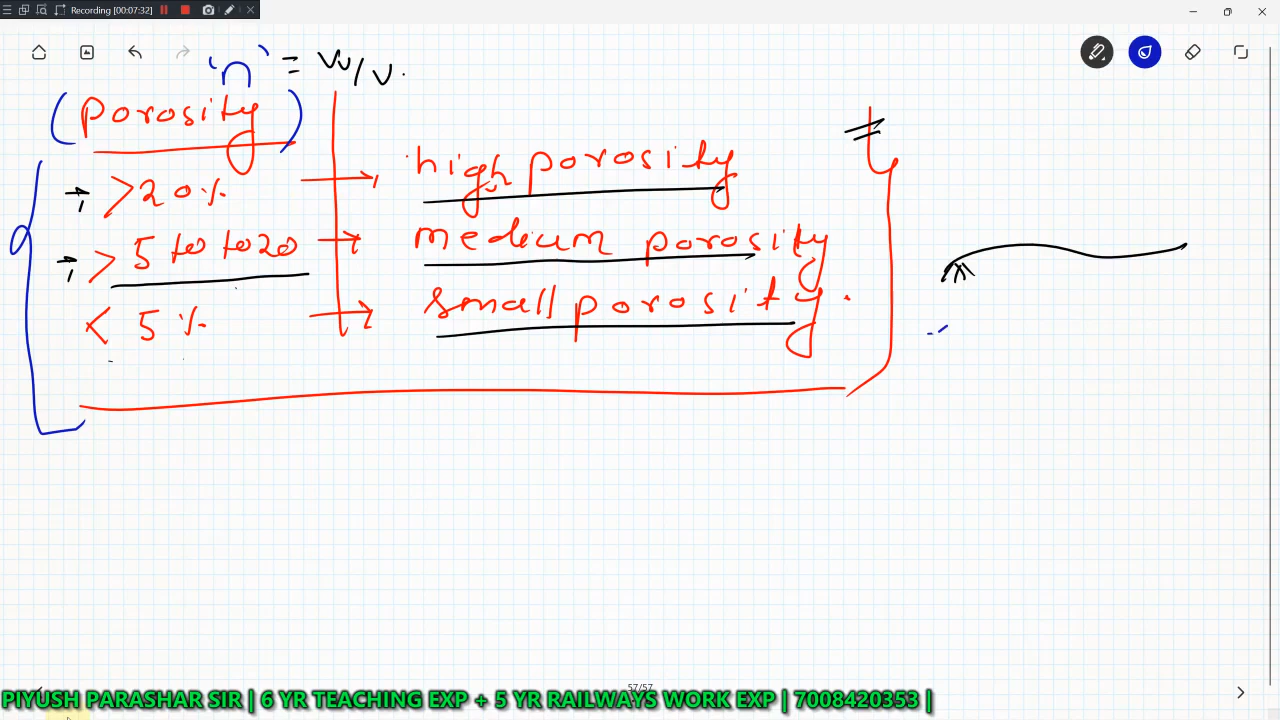 Recording [00:07:32]
'n' = Vv/V.
(Porosity)
>20% → high porosity
>5 to to 20 → medium porosity
<5% → small porosity.
57/57
PIYUSH PARASHAR SIR | 6 YR TEACHING EXP + 5 YR RAILWAYS WORK EXP | 7008420353 |